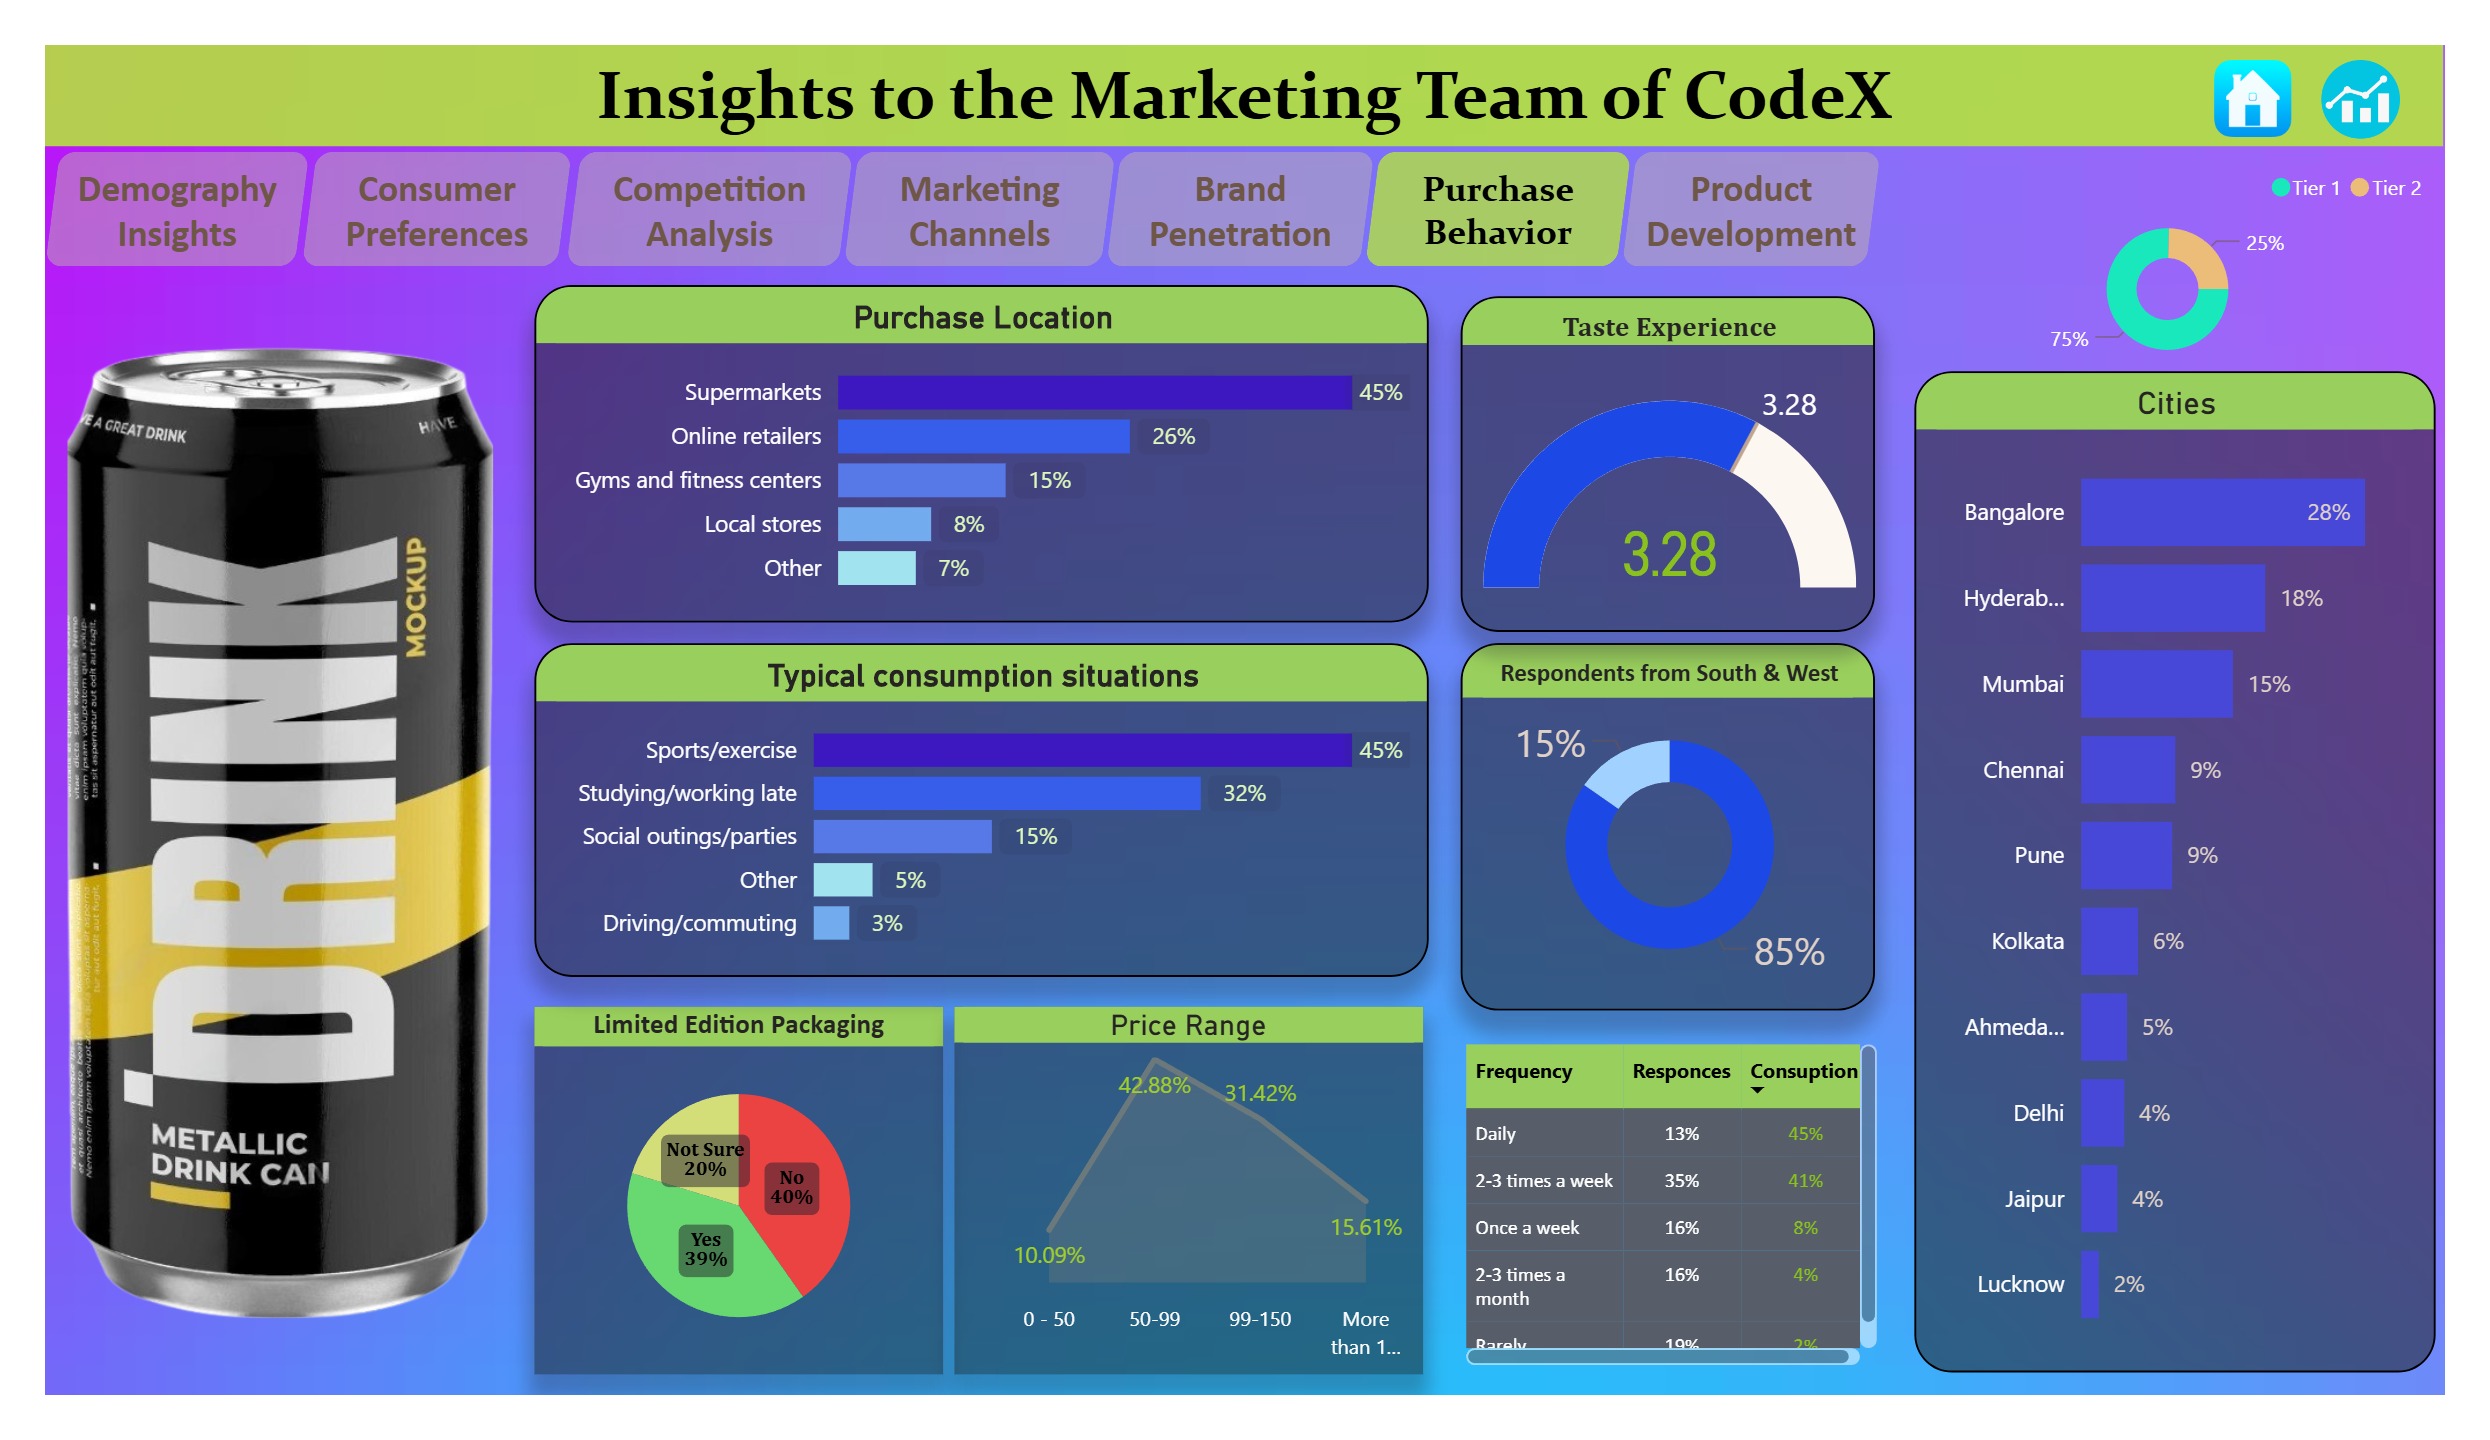 Insights to the Marketing Team of CodeX
Demography
Insights
Consumer
Preferences
Competition
Analysis
Marketing
Channels
Brand
Penetration
Purchase
Behavior
Product
Development
Tier 1
Tier 2
25%
75%
VE A GREAT DRINK
HAVE
DRINK
MOCKUP
METALLIC
DRINK CAN
Purchase Location
Supermarkets 45%
Online retailers 26%
Gyms and fitness centers 15%
Local stores 8%
Other 7%
Taste Experience
3.28
3.28
Typical consumption situations
Sports/exercise 45%
Studying/working late 32%
Social outings/parties 15%
Other 5%
Driving/commuting 3%
Respondents from South & West
15%
85%
Limited Edition Packaging
Not Sure
20%
No
40%
Yes
39%
Price Range
42.88%
31.42%
15.61%
10.09%
0 - 50 50-99 99-150 More
than 1...
Frequency Responces Consuption
Daily 13% 45%
2-3 times a week 35% 41%
Once a week 16% 8%
2-3 times a 16% 4%
month
Rarely 19% 2%
Cities
Bangalore 28%
Hyderab... 18%
Mumbai 15%
Chennai 9%
Pune 9%
Kolkata 6%
Ahmeda... 5%
Delhi 4%
Jaipur 4%
Lucknow 2%